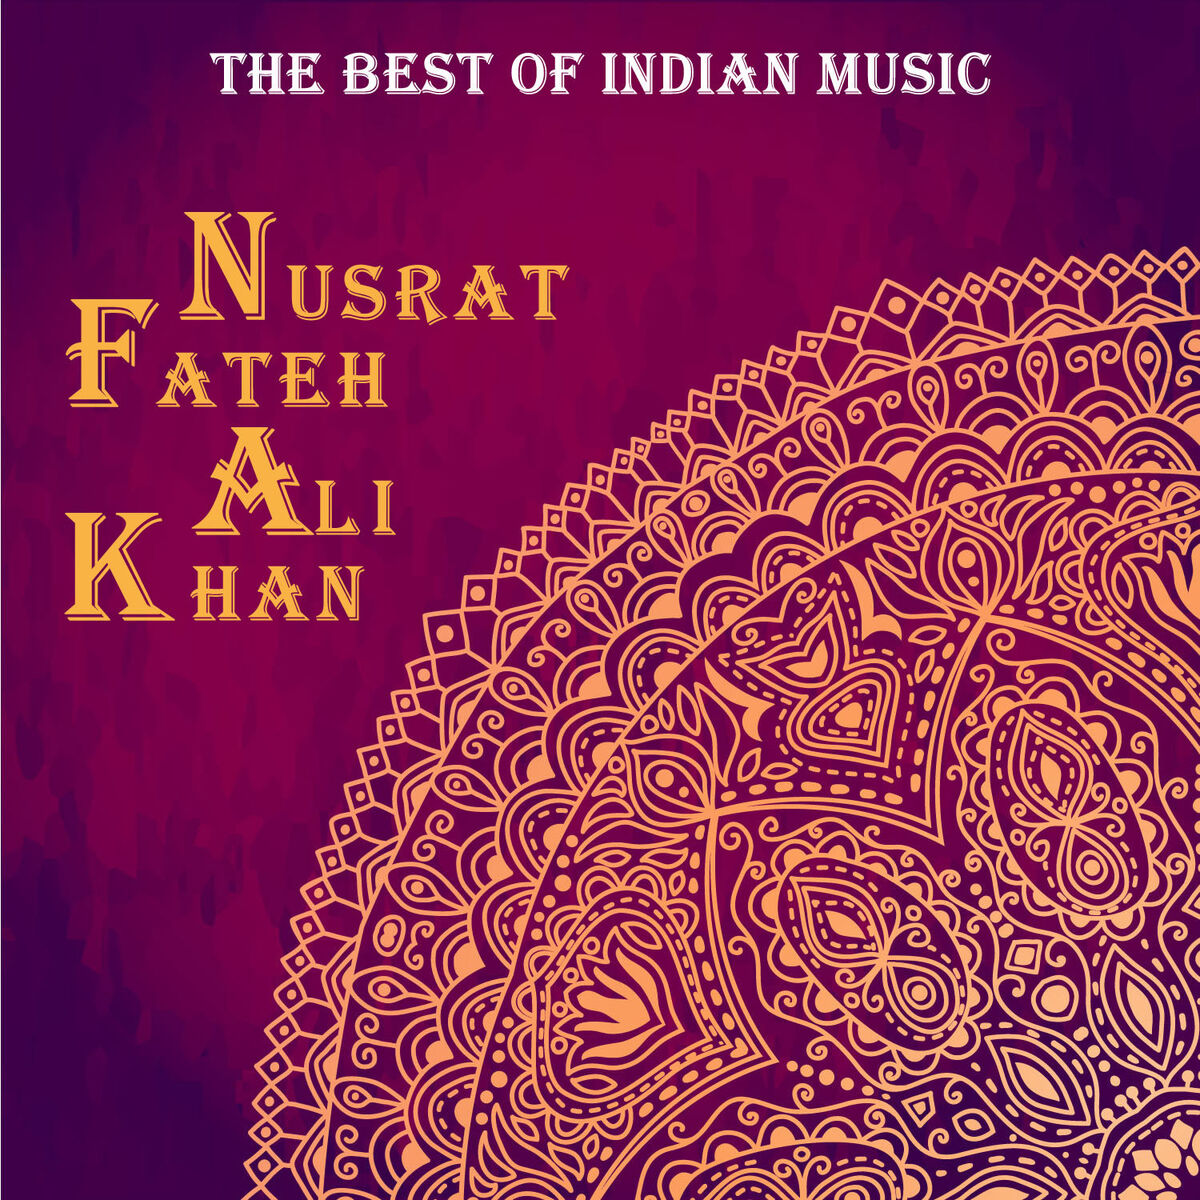 THE BEST OF INDIAN MUSIC
NUSRAT
FATEH
ALI
KHAN